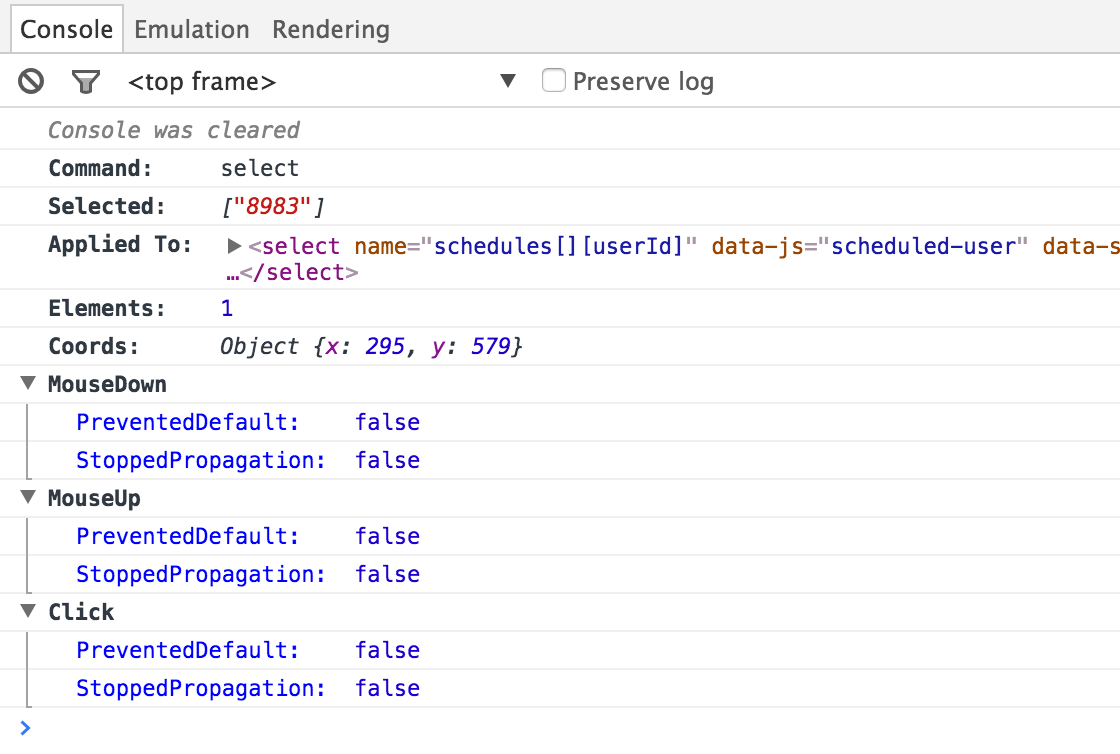 Console Emulation Rendering
<top frame> ▼ Preserve log
Console was cleared
Command: select
Selected: ["8983"]
Applied To: ▶<select name="schedules[][userId]" data-js="scheduled-user" data-s
…</select>
Elements: 1
Coords: Object {x: 295, y: 579}
▼ MouseDown
PreventedDefault: false
StoppedPropagation: false
▼ MouseUp
PreventedDefault: false
StoppedPropagation: false
▼ Click
PreventedDefault: false
StoppedPropagation: false
>